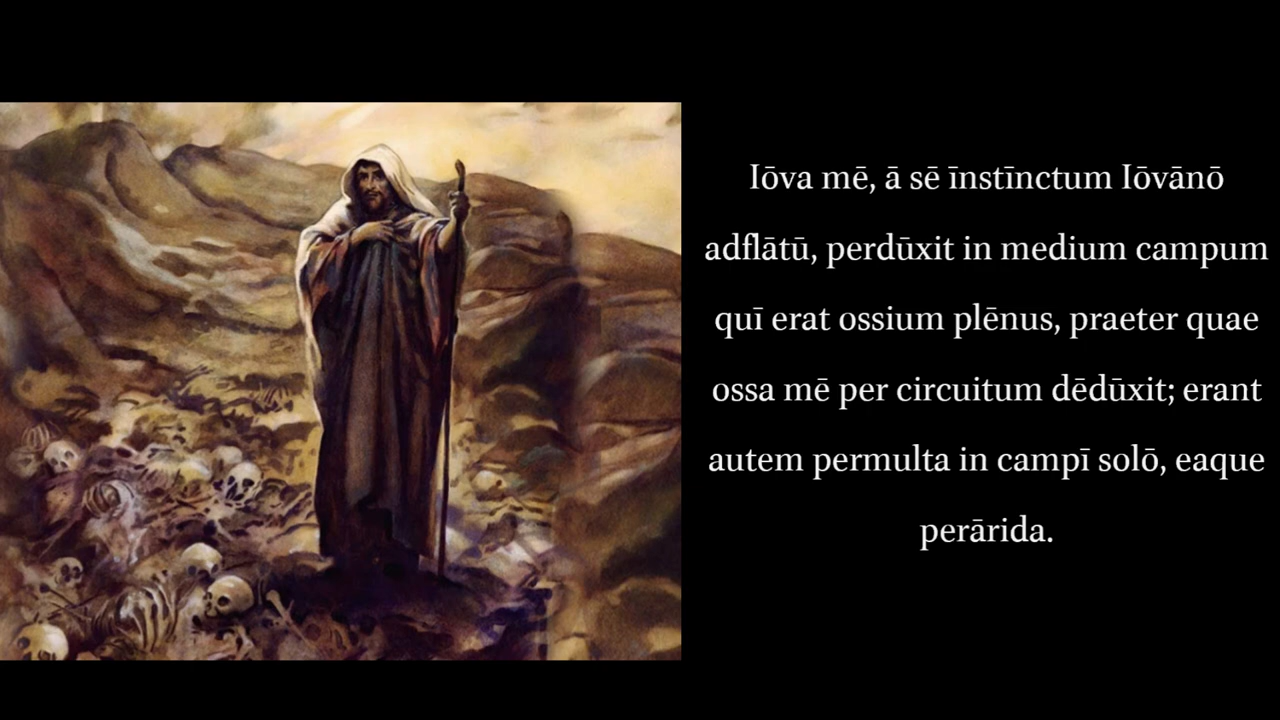 Iōva mē, ā sē īnstīnctum Iōvānō
adflātū, perdūxit in medium campum
quī erat ossium plēnus, praeter quae
ossa mē per circuitum dēdūxit; erant
autem permulta in campī solō, eaque
perārida.